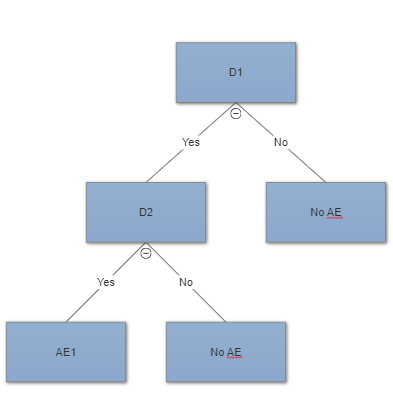 D1
Yes
No
D2
No AE
Yes
No
AE1
No AE